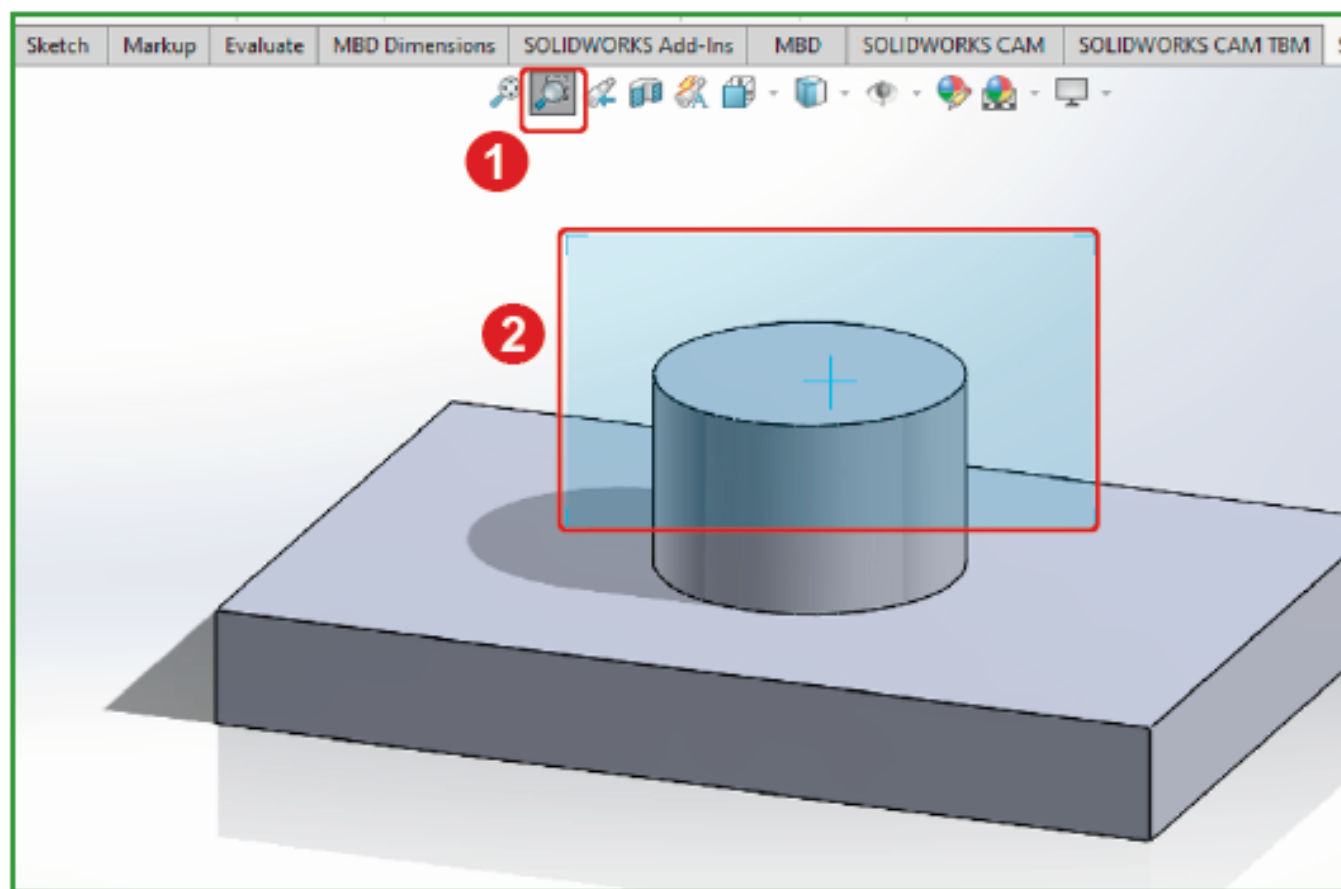 Sketch Markup Evaluate MBD Dimensions SOLIDWORKS Add-Ins MBD SOLIDWORKS CAM SOLIDWORKS CAM TBM S
1
2